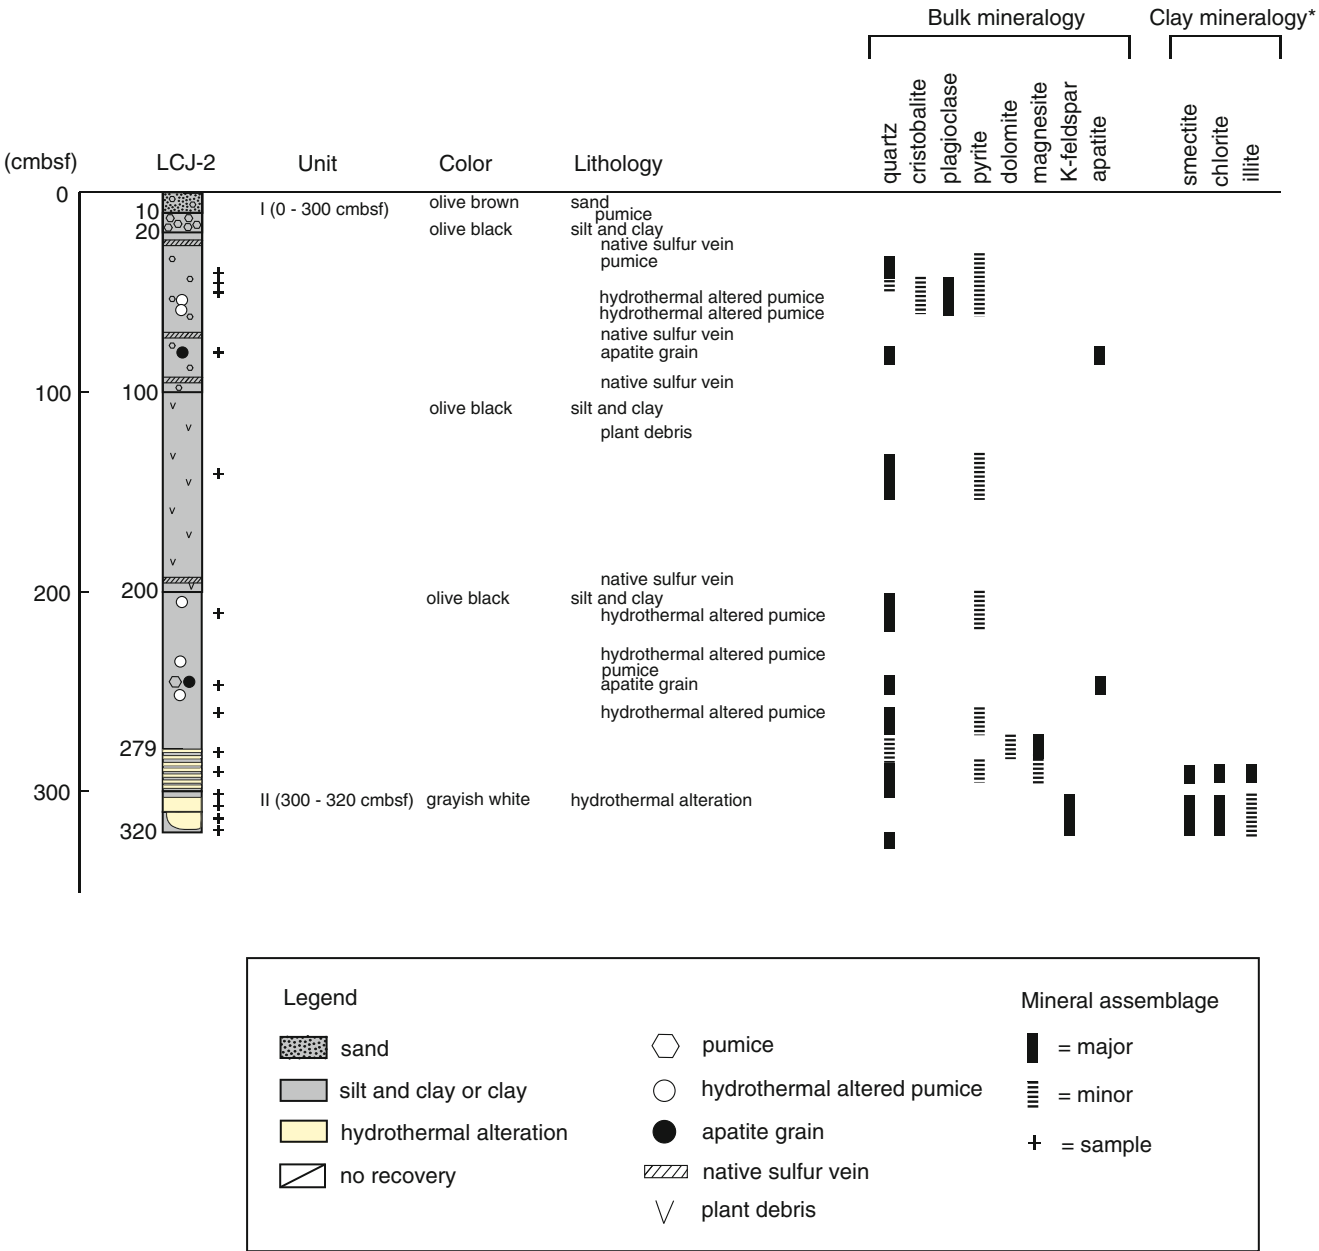 Bulk mineralogy
Clay mineralogy*
quartz
cristobalite
plagioclase
pyrite
dolomite
magnesite
K-feldspar
apatite
smectite
chlorite
illite
(cmbsf)
LCJ-2
Unit
Color
Lithology
0
10
20
I (0 - 300 cmbsf)
olive brown
sand
pumice
olive black
silt and clay
native sulfur vein
pumice
hydrothermal altered pumice
hydrothermal altered pumice
native sulfur vein
apatite grain
native sulfur vein
100
100
olive black
silt and clay
plant debris
native sulfur vein
200
200
olive black
silt and clay
hydrothermal altered pumice
hydrothermal altered pumice
pumice
apatite grain
hydrothermal altered pumice
279
300
II (300 - 320 cmbsf)
grayish white
hydrothermal alteration
320
Legend
sand
silt and clay or clay
hydrothermal alteration
no recovery
pumice
hydrothermal altered pumice
apatite grain
native sulfur vein
plant debris
Mineral assemblage
= major
= minor
+ = sample